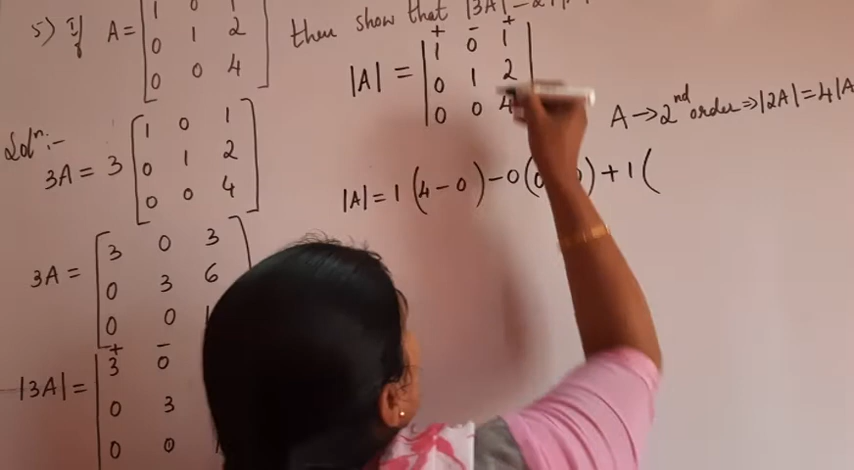 5) If A = [1 0 1
0 1 2
0 0 4] then show that |3A| = 27
Soln:-
3A = 3 [1 0 1
0 1 2
0 0 4]
3A = [3 0 3
0 3 6
0 0
|3A| = |3 0
0 3
0 0
+ - +
|A| = |1 0 1|
|0 1 2|
|0 0 4|
|A| = 1 (4-0) -0(0 0) +1(
A → 2nd order ⇒ |2A| = 4|A